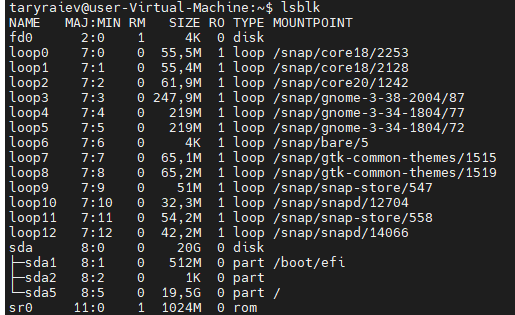 taryraiev@user-Virtual-Machine:~$ lsblk
NAME   MAJ:MIN RM   SIZE RO TYPE MOUNTPOINT
fd0      2:0    1     4K  0 disk
loop0    7:0    0  55,5M  1 loop /snap/core18/2253
loop1    7:1    0  55,4M  1 loop /snap/core18/2128
loop2    7:2    0  61,9M  1 loop /snap/core20/1242
loop3    7:3    0 247,9M  1 loop /snap/gnome-3-38-2004/87
loop4    7:4    0   219M  1 loop /snap/gnome-3-34-1804/77
loop5    7:5    0   219M  1 loop /snap/gnome-3-34-1804/72
loop6    7:6    0     4K  1 loop /snap/bare/5
loop7    7:7    0  65,1M  1 loop /snap/gtk-common-themes/1515
loop8    7:8    0  65,2M  1 loop /snap/gtk-common-themes/1519
loop9    7:9    0    51M  1 loop /snap/snap-store/547
loop10   7:10   0  32,3M  1 loop /snap/snapd/12704
loop11   7:11   0  54,2M  1 loop /snap/snap-store/558
loop12   7:12   0  42,2M  1 loop /snap/snapd/14066
sda      8:0    0    20G  0 disk
├─sda1   8:1    0   512M  0 part /boot/efi
├─sda2   8:2    0     1K  0 part
└─sda5   8:5    0  19,5G  0 part /
sr0     11:0    1  1024M  0 rom